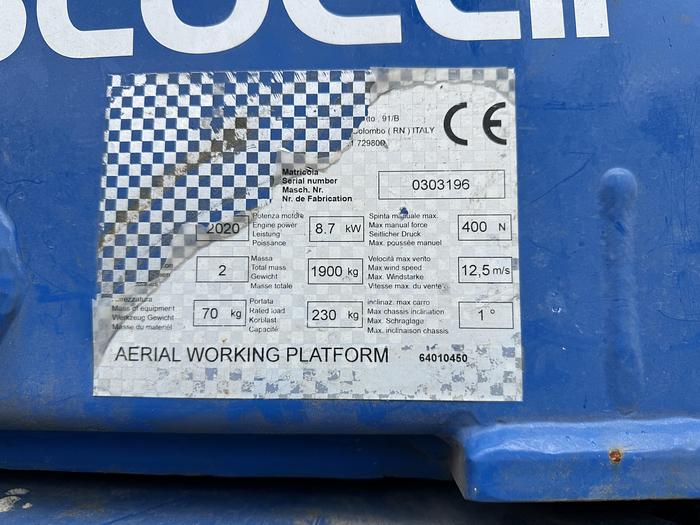 , 91/B
Colombo ( RN ) ITALY
729800
CE
Matricola
Serial number
Masch. Nr.
Nr. de Fabrication
0303196
2020
Potenza motore
Engine power
Leistung
Poissance
8.7 kW
Spinta manuale max.
Max manual force
Seitlicher Druck
Max. poussée manuel
400 N
2
Massa
Total mass
Gewicht
Masse totale
1900 kg
Velocità max vento
Max wind speed
Max. Windstarke
Vitesse max. du vente
12,5 m/s
Mass of equipment
Werkzeug Gewicht
Masse du matériél
70 kg
Portata
Rated load
Korblast
Capacité
230 kg
inclinaz. max carro
Max chassis inclination
Max. Schraglage
Max. inclinaison chassis
1 °
AERIAL WORKING PLATFORM 64010450